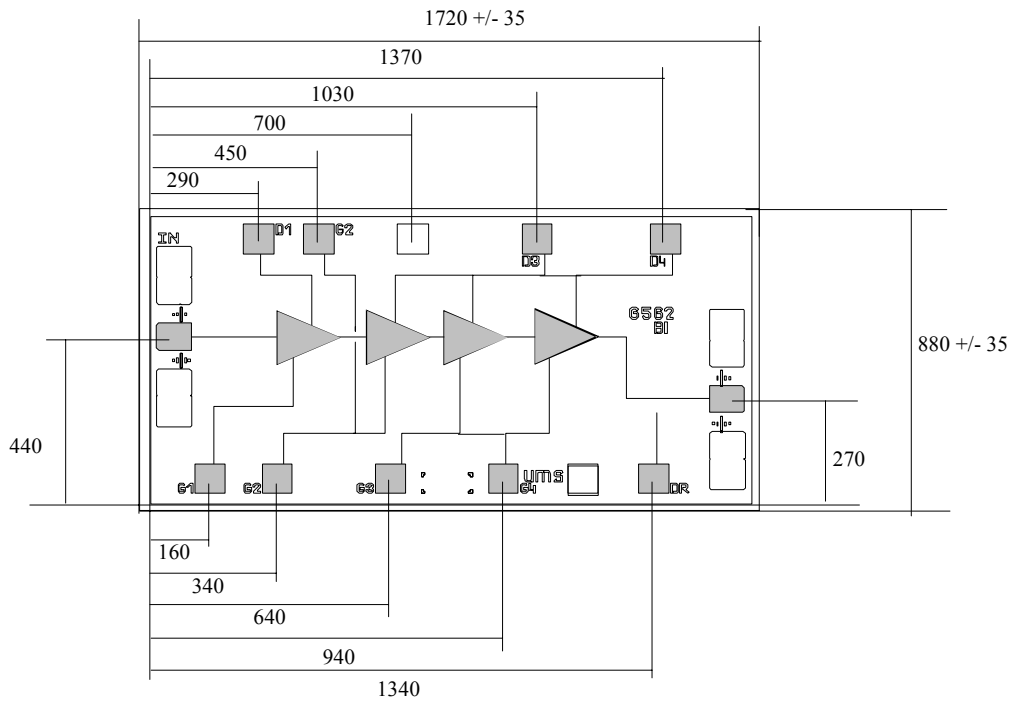 1720 +/- 35
1370
1030
700
450
290
D1
G2
IN
D3
D4
G562
BI
880 +/- 35
440
270
G1
G2
G3
UMS
G4
DR
160
340
640
940
1340